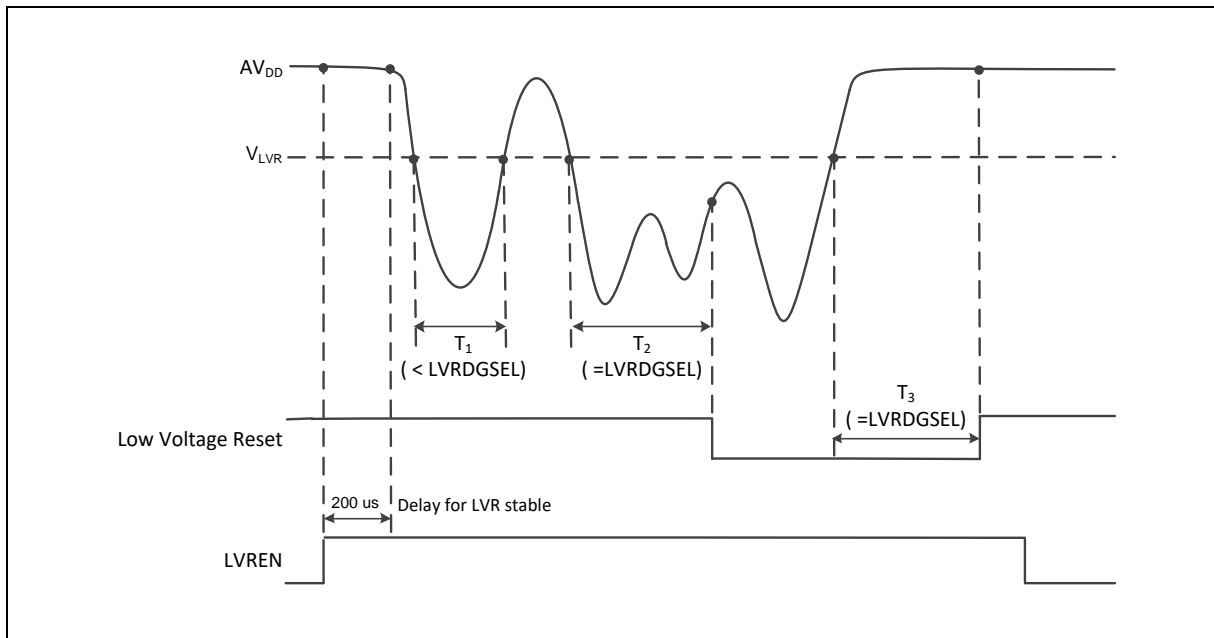 AVDD
VLVR
T1
( < LVRDGSEL)
T2
( =LVRDGSEL)
T3
( =LVRDGSEL)
Low Voltage Reset
200 us
Delay for LVR stable
LVREN